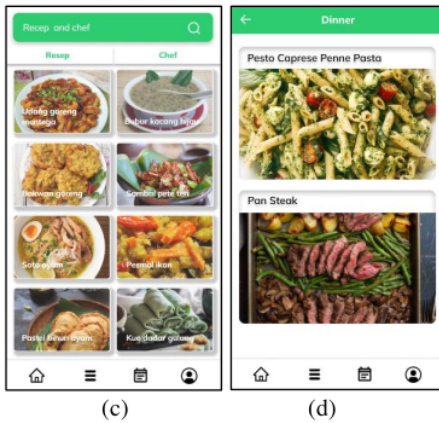 Recep and chef
Resep
Chef
Udang goreng
mentega
Bubur kacang hijau
Bakwan goreng
Sambal pete teri
Soto ayam
Pesmol ikan
Pastel bihun ayam
Kue dadar gulung
(c)
Dinner
Pesto Caprese Penne Pasta
Pan Steak
(d)